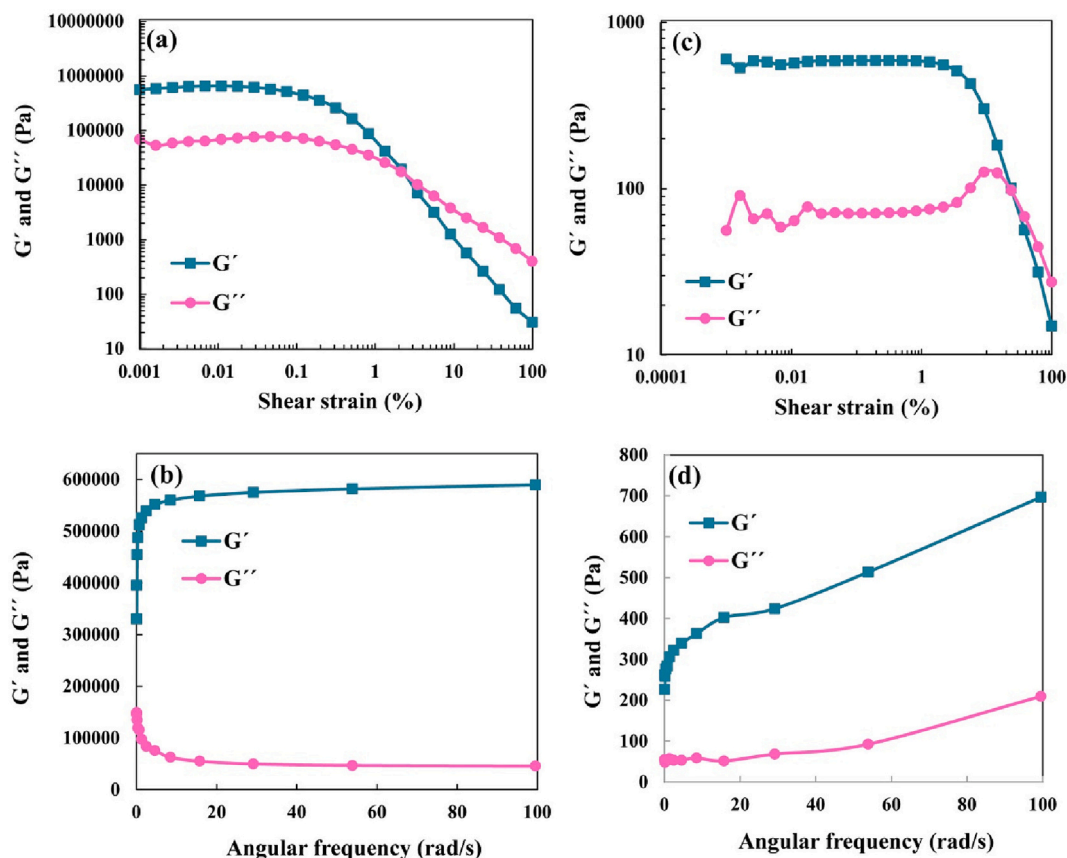 (a)
10000000
1000000
100000
10000
1000
100
10
G´ and G´´ (Pa)
G´
G´´
0.001 0.01 0.1 1 10 100
Shear strain (%)
(c)
1000
100
10
G´ and G´´ (Pa)
G´
G´´
0.0001 0.01 1 100
Shear strain (%)
(b)
600000
500000
400000
300000
200000
100000
0
G´ and G´´ (Pa)
G´
G´´
0 20 40 60 80 100
Angular frequency (rad/s)
(d)
800
700
600
500
400
300
200
100
0
G´ and G´´ (Pa)
G´
G´´
0 20 40 60 80 100
Angular frequency (rad/s)